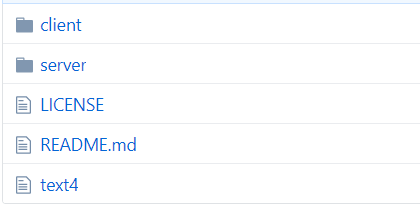 client
server
LICENSE
README.md
text4